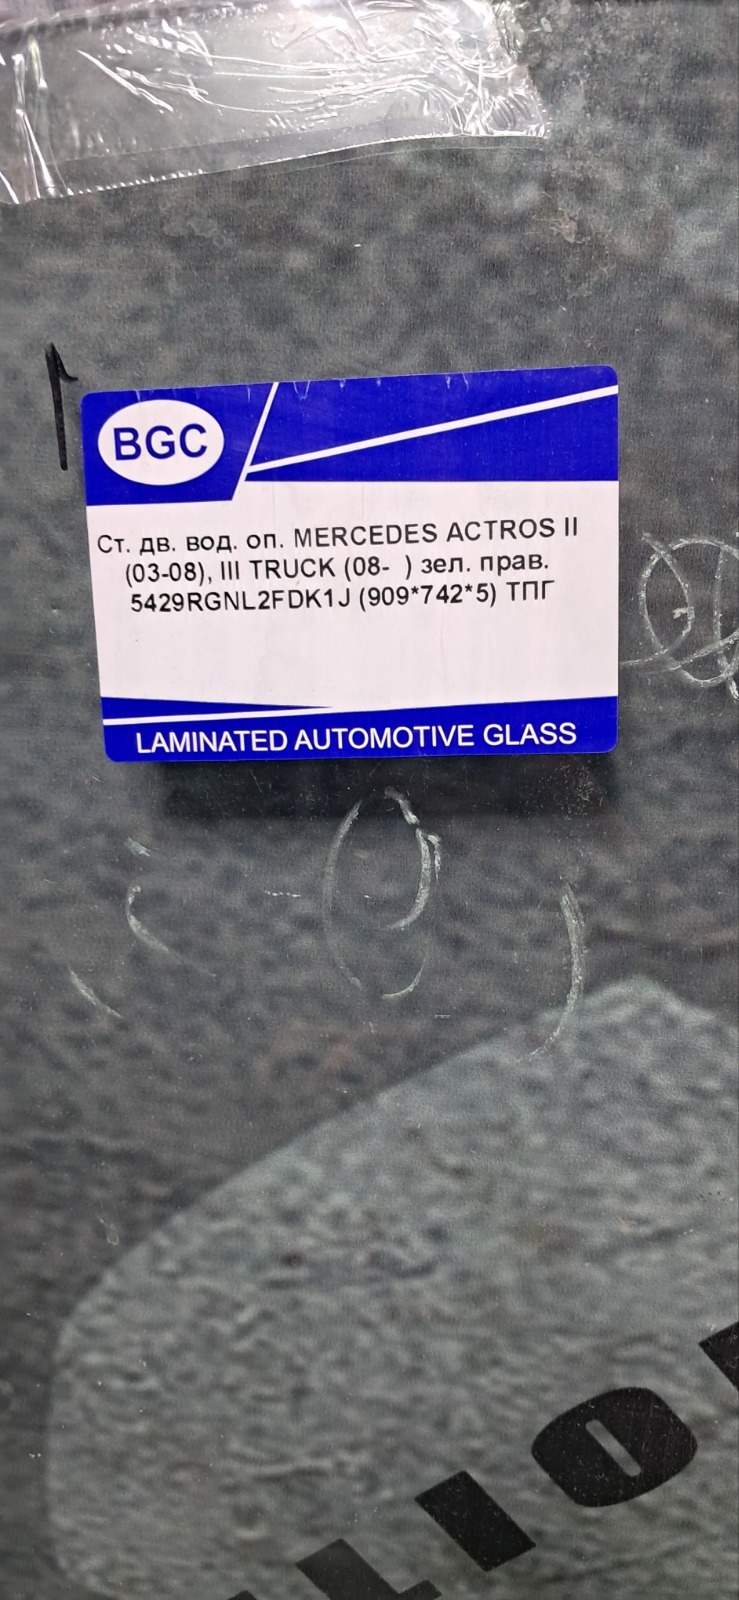 BGC
Ст. дв. вод. оп. MERCEDES ACTROS II
(03-08), III TRUCK (08-  ) зел. прав.
5429RGNL2FDK1J (909*742*5) ТПГ
LAMINATED AUTOMOTIVE GLASS